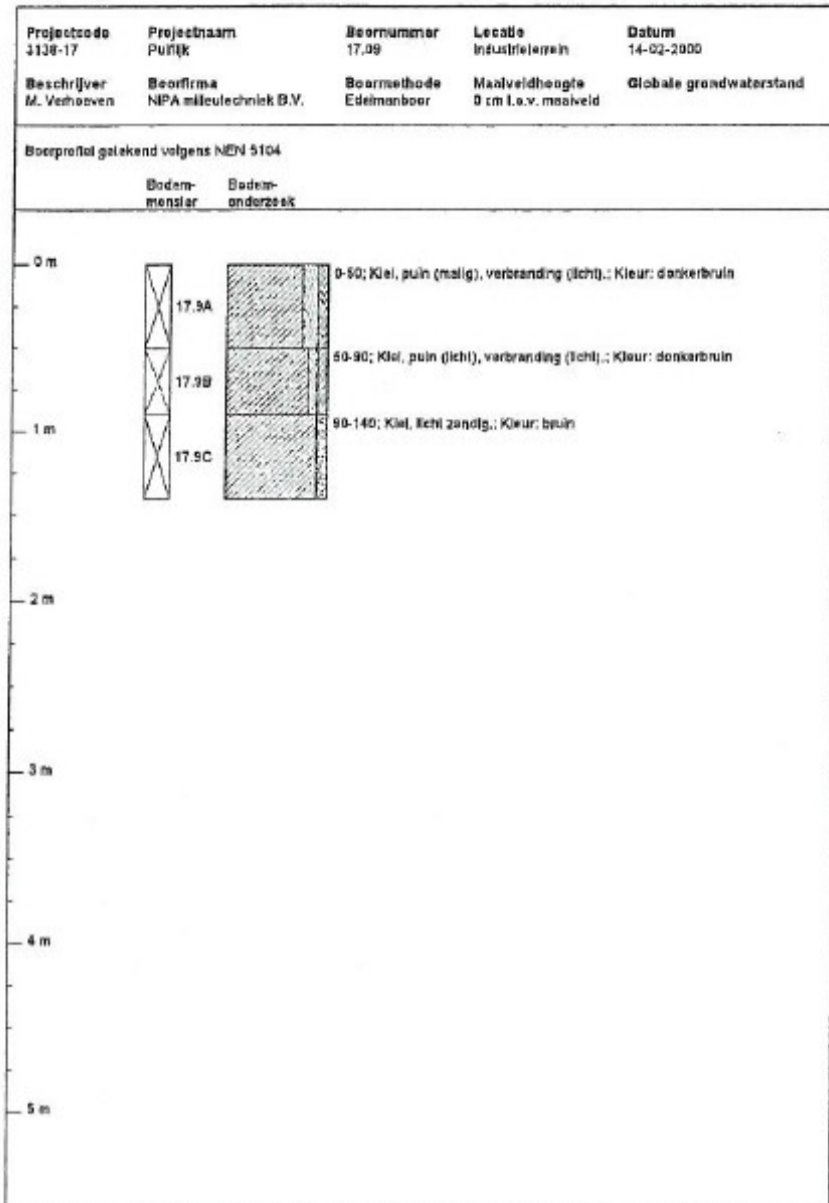 Projectcode Projectnaam Boornummer Locatie Datum
3138-17 Puiflijk 17.09 Industrieterrein 14-02-2000
Beschrijver Boorfirma Boormethode Maaiveldhoogte Globale grondwaterstand
M. Verhoeven NIPA milieutechniek B.V. Edelmanboor 0 cm t.o.v. maaiveld
Boorprofiel getekend volgens NEN 5104
Bodem- Bodem-
monster onderzoek
0 m
0-50; Klei, puin (matig), verbranding (licht).; Kleur: donkerbruin
17.9A
50-90; Klei, puin (licht), verbranding (licht).; Kleur: donkerbruin
17.9B
1 m
90-140; Klei, licht zandig.; Kleur: bruin
17.9C
2 m
3 m
4 m
5 m